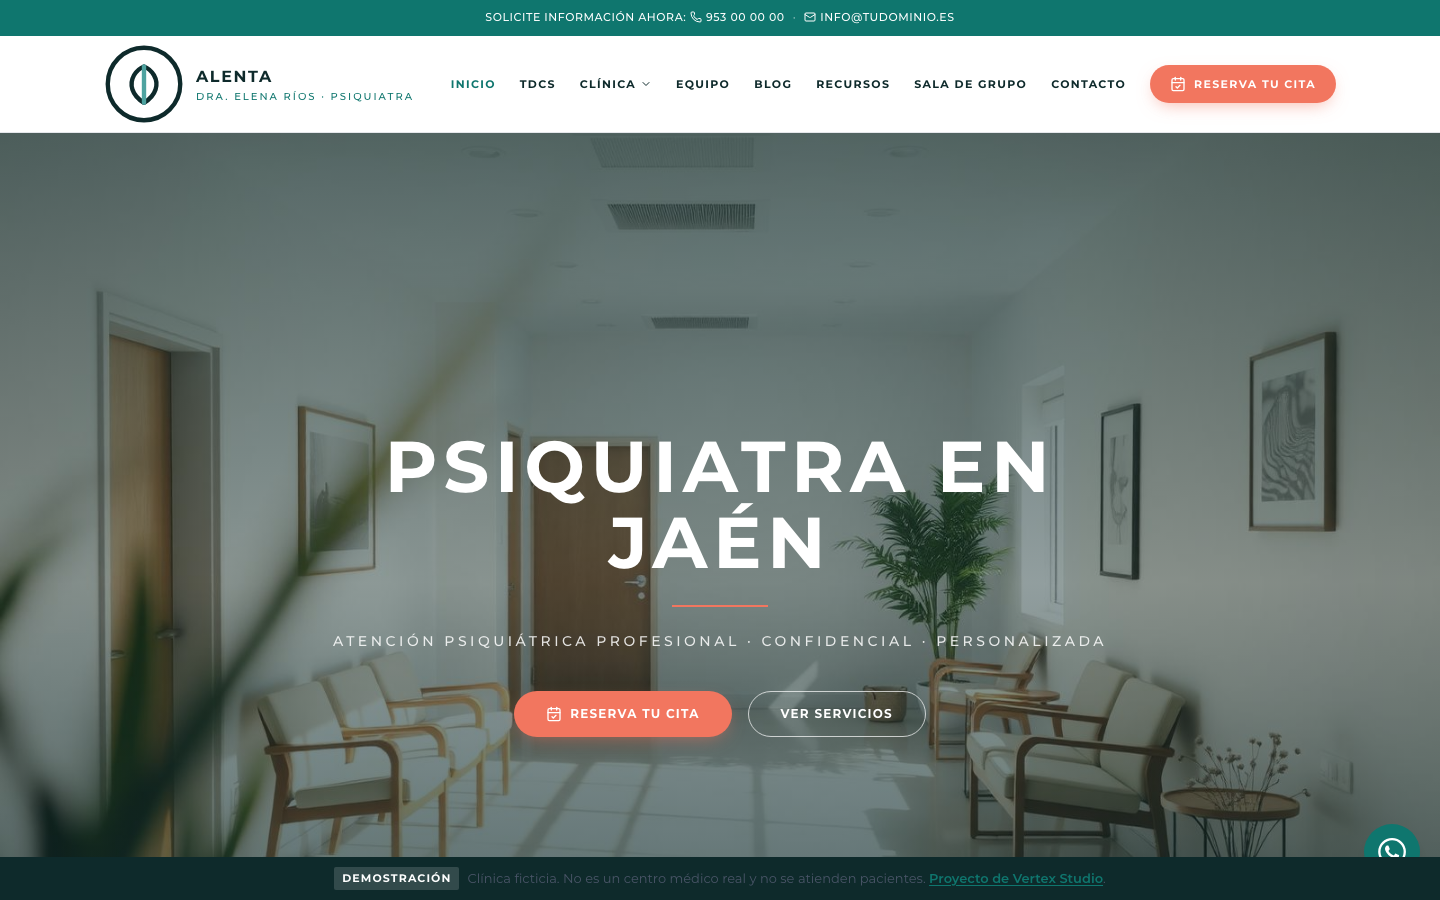 SOLICITE INFORMACIÓN AHORA: 953 00 00 00 · INFO@TUDOMINIO.ES
ALENTA
DRA. ELENA RÍOS · PSIQUIATRA
INICIO TDCS CLÍNICA EQUIPO BLOG RECURSOS SALA DE GRUPO CONTACTO RESERVA TU CITA
PSIQUIATRA EN
JAÉN
ATENCIÓN PSIQUIÁTRICA PROFESIONAL · CONFIDENCIAL · PERSONALIZADA
RESERVA TU CITA VER SERVICIOS
DEMOSTRACIÓN Clínica ficticia. No es un centro médico real y no se atienden pacientes. Proyecto de Vertex Studio.